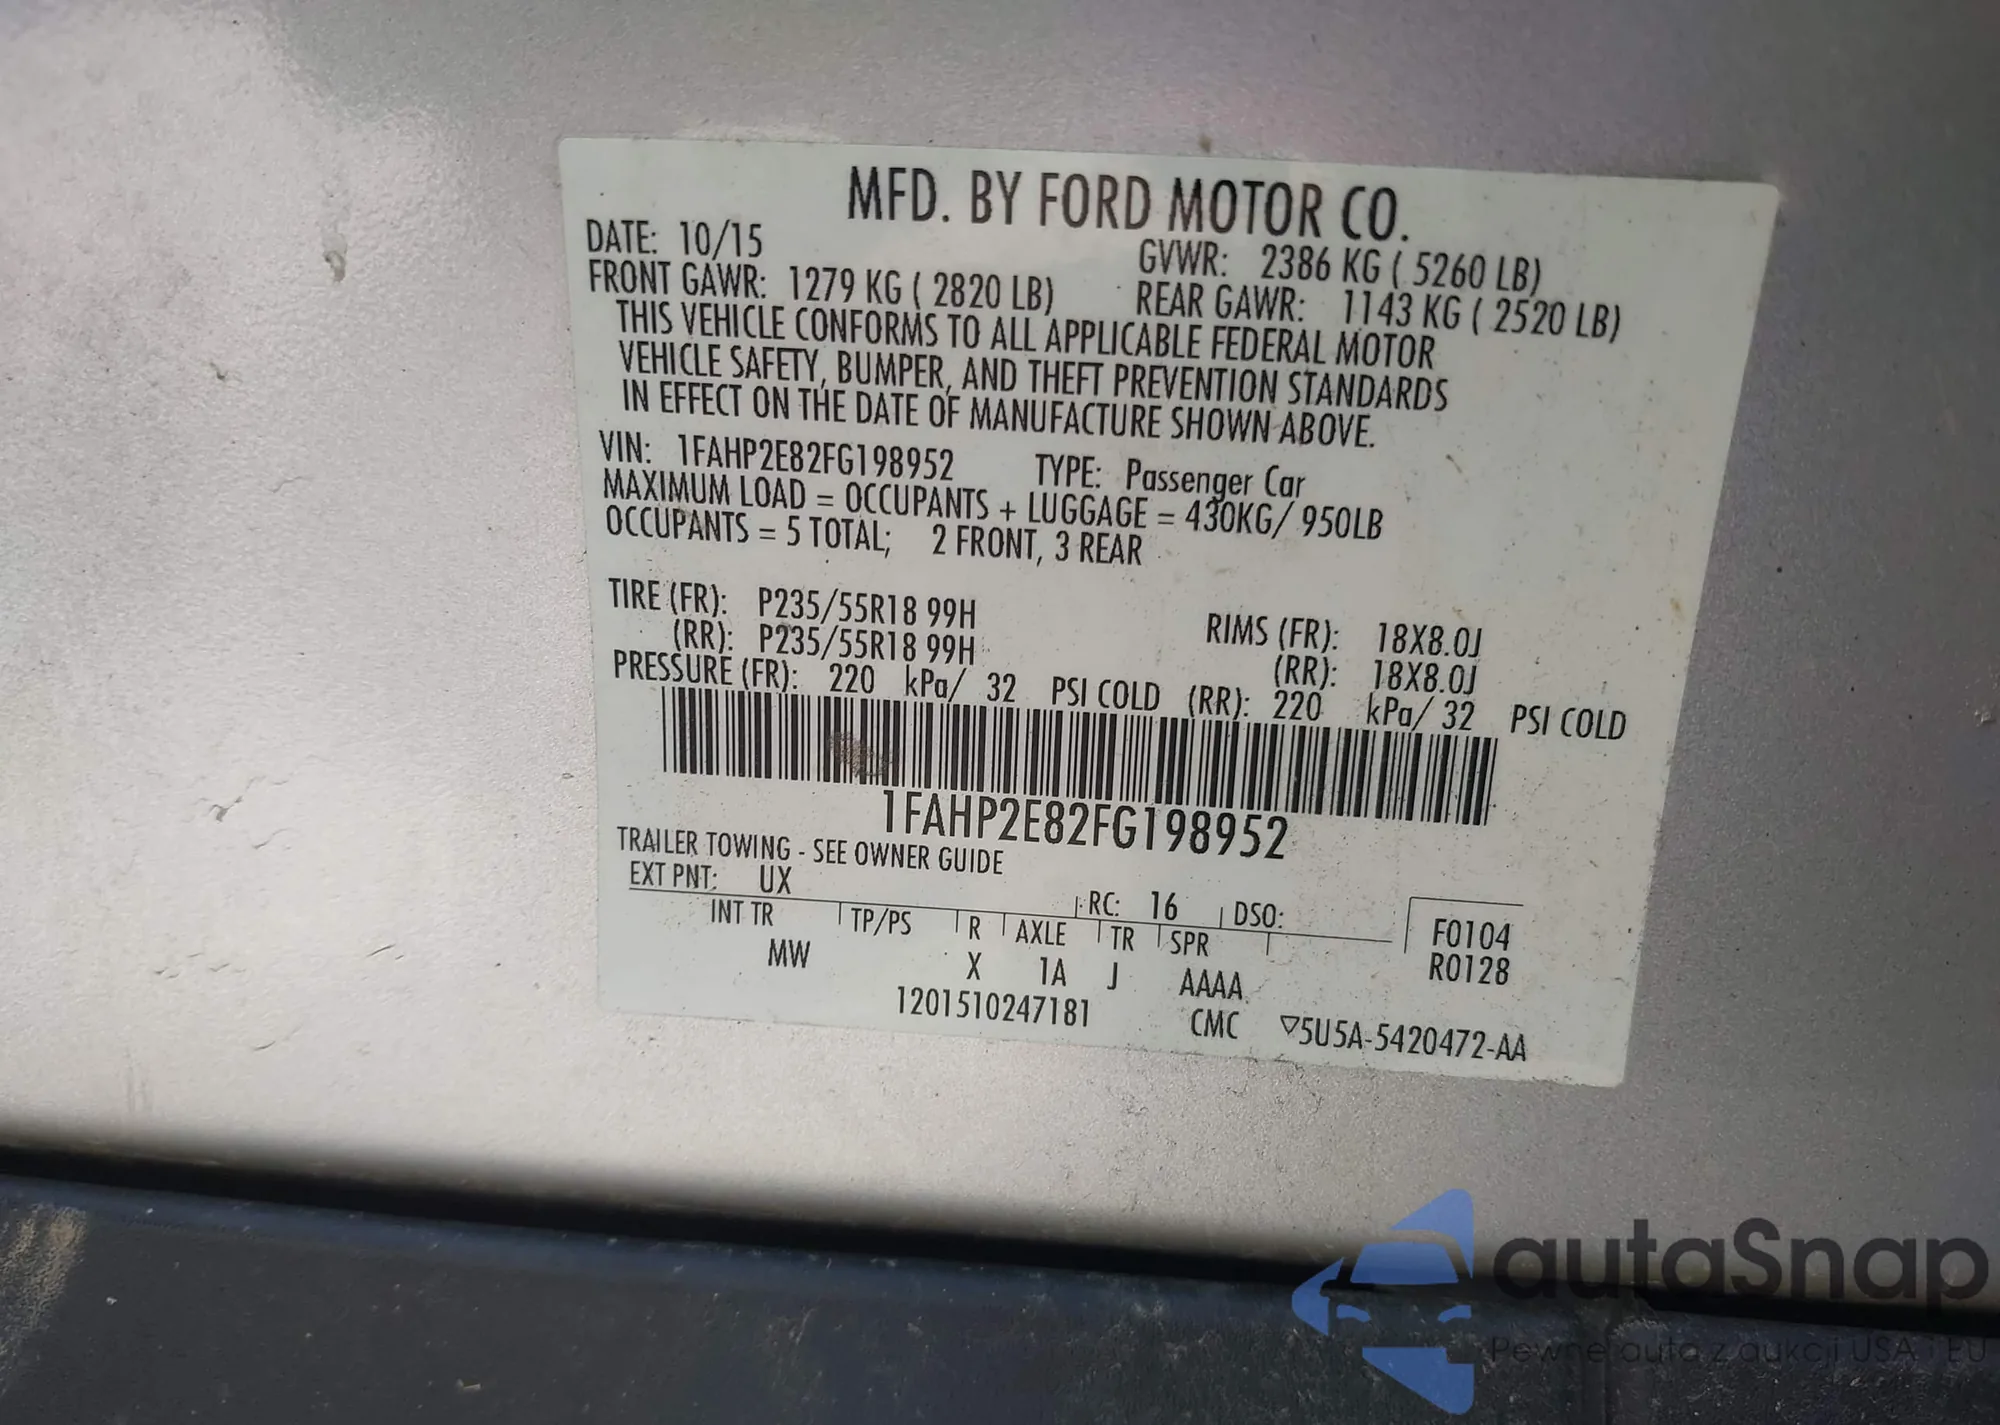 MFD. BY FORD MOTOR CO.
DATE: 10/15 GVWR: 2386 KG ( 5260 LB)
FRONT GAWR: 1279 KG ( 2820 LB) REAR GAWR: 1143 KG ( 2520 LB)
THIS VEHICLE CONFORMS TO ALL APPLICABLE FEDERAL MOTOR
VEHICLE SAFETY, BUMPER, AND THEFT PREVENTION STANDARDS
IN EFFECT ON THE DATE OF MANUFACTURE SHOWN ABOVE.
VIN: 1FAHP2E82FG198952 TYPE: Passenger Car
MAXIMUM LOAD = OCCUPANTS + LUGGAGE = 430KG/ 950LB
OCCUPANTS = 5 TOTAL; 2 FRONT, 3 REAR
TIRE (FR): P235/55R18 99H RIMS (FR): 18X8.0J
(RR): P235/55R18 99H (RR): 18X8.0J
PRESSURE (FR): 220 kPa/ 32 PSI COLD (RR): 220 kPa/ 32 PSI COLD
1FAHP2E82FG198952
TRAILER TOWING - SEE OWNER GUIDE
EXT PNT: UX RC: 16 DSO:
INT TR TP/PS R AXLE TR SPR F0104
MW X 1A J AAAA R0128
1201510247181 CMC ▽5U5A-5420472-AA
autaSnap
Pewne auta z aukcji USA i EU